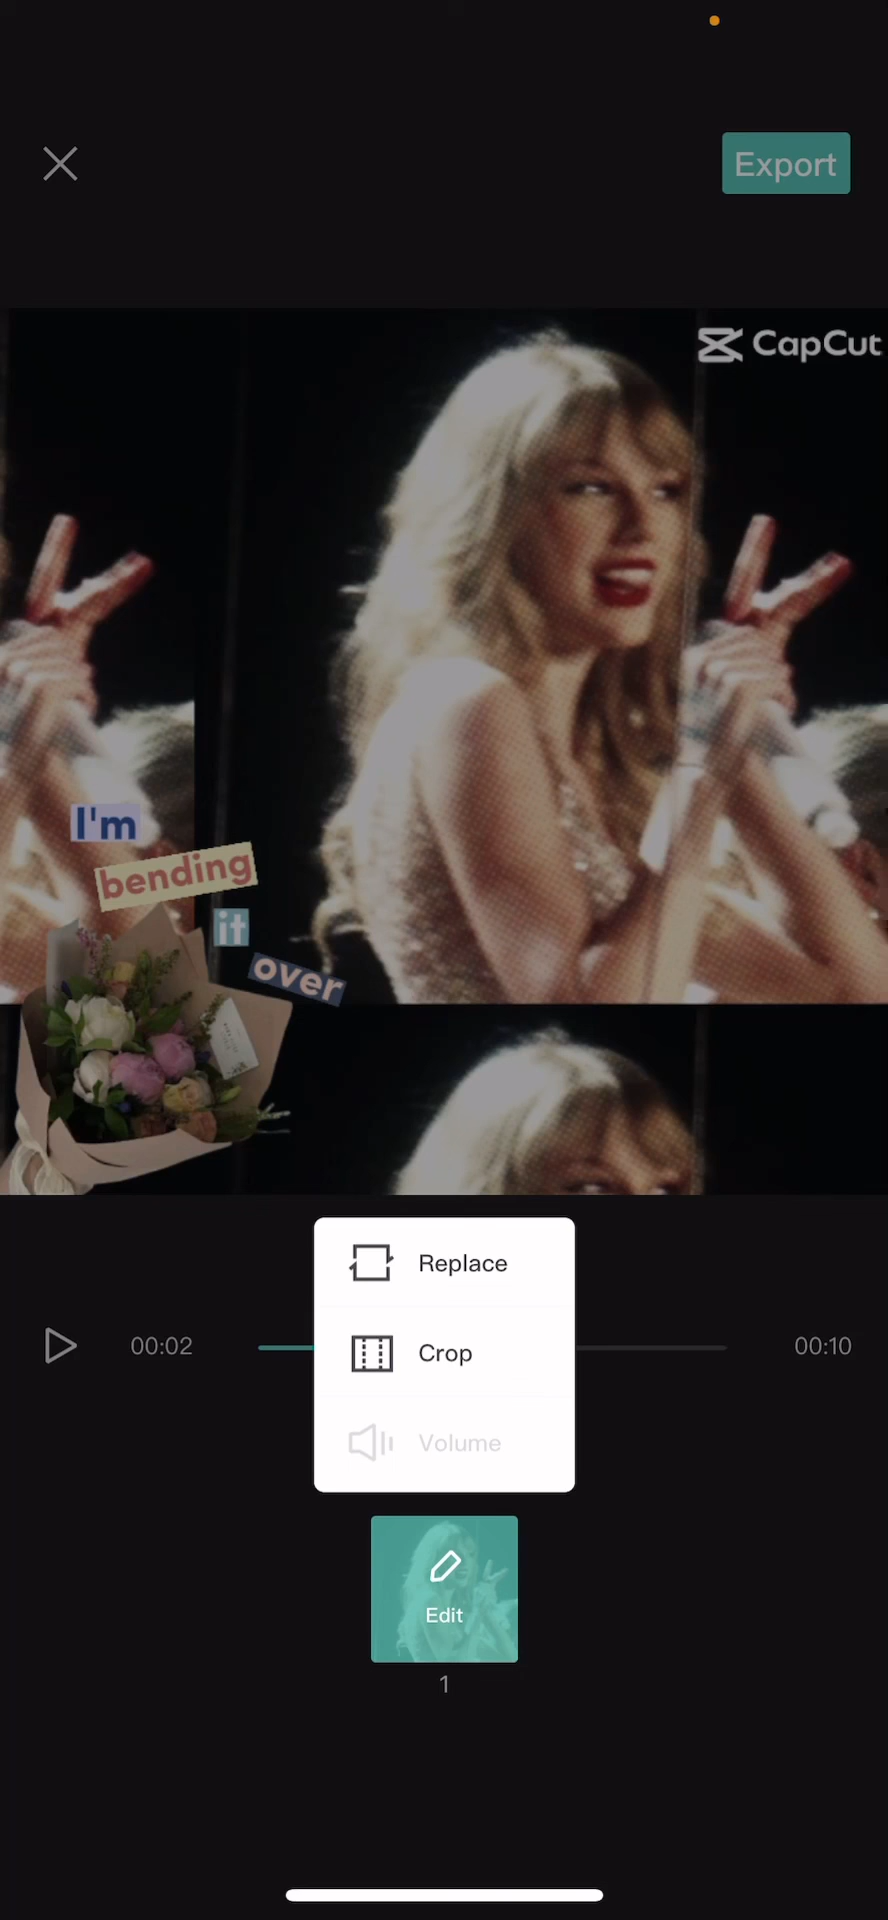 Export
CapCut
I'm
bending
it
over
Replace
00:02
00:10
Crop
Volume
Edit
1